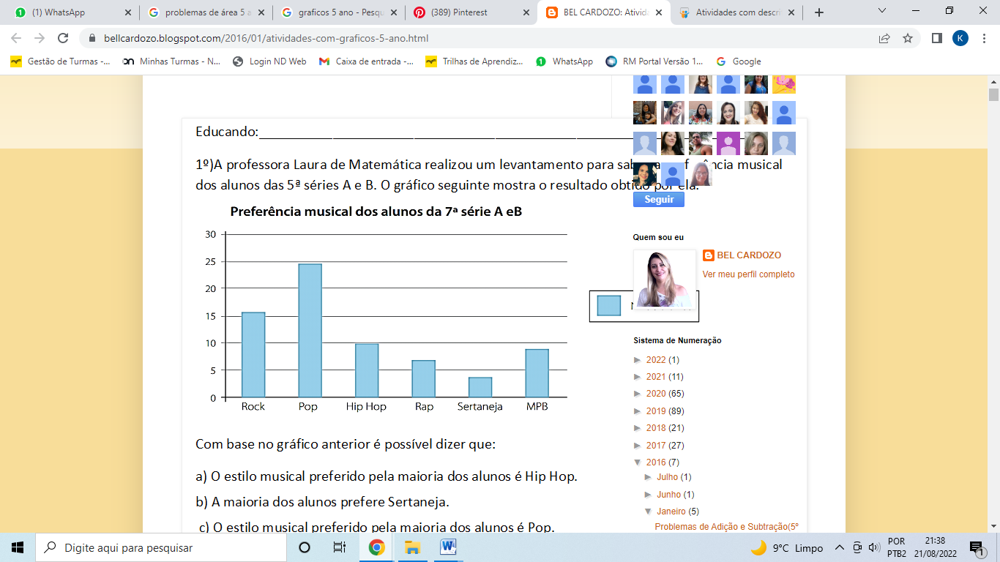 (1) WhatsApp
problemas de área 5 a
graficos 5 ano - Pesqu
(389) Pinterest
BEL CARDOZO: Ativida
Atividades com descri
bellcardozo.blogspot.com/2016/01/atividades-com-graficos-5-ano.html
K
Gestão de Turmas -...
Minhas Turmas - N...
Login ND Web
Caixa de entrada -...
Trilhas de Aprendiz...
WhatsApp
RM Portal Versão 1...
Google
Educando:
1º)A professora Laura de Matemática realizou um levantamento para musical
dos alunos das 5ª séries A e B. O gráfico seguinte mostra o resultado obtido por ela.
Preferência musical dos alunos da 7ª série A eB
30
25
20
15
10
5
0
Rock Pop Hip Hop Rap Sertaneja MPB
Com base no gráfico anterior é possível dizer que:
a) O estilo musical preferido pela maioria dos alunos é Hip Hop.
b) A maioria dos alunos prefere Sertaneja.
c) O estilo musical preferido pela maioria dos alunos é Pop.
Seguir
Quem sou eu
BEL CARDOZO
Ver meu perfil completo
Sistema de Numeração
► 2022 (1)
► 2021 (11)
► 2020 (65)
► 2019 (89)
► 2018 (21)
► 2017 (27)
▼ 2016 (7)
► Julho (1)
► Junho (1)
▼ Janeiro (5)
Problemas de Adição e Subtração(5º
Digite aqui para pesquisar
9°C Limpo
POR
PTB2
21:38
21/08/2022
1